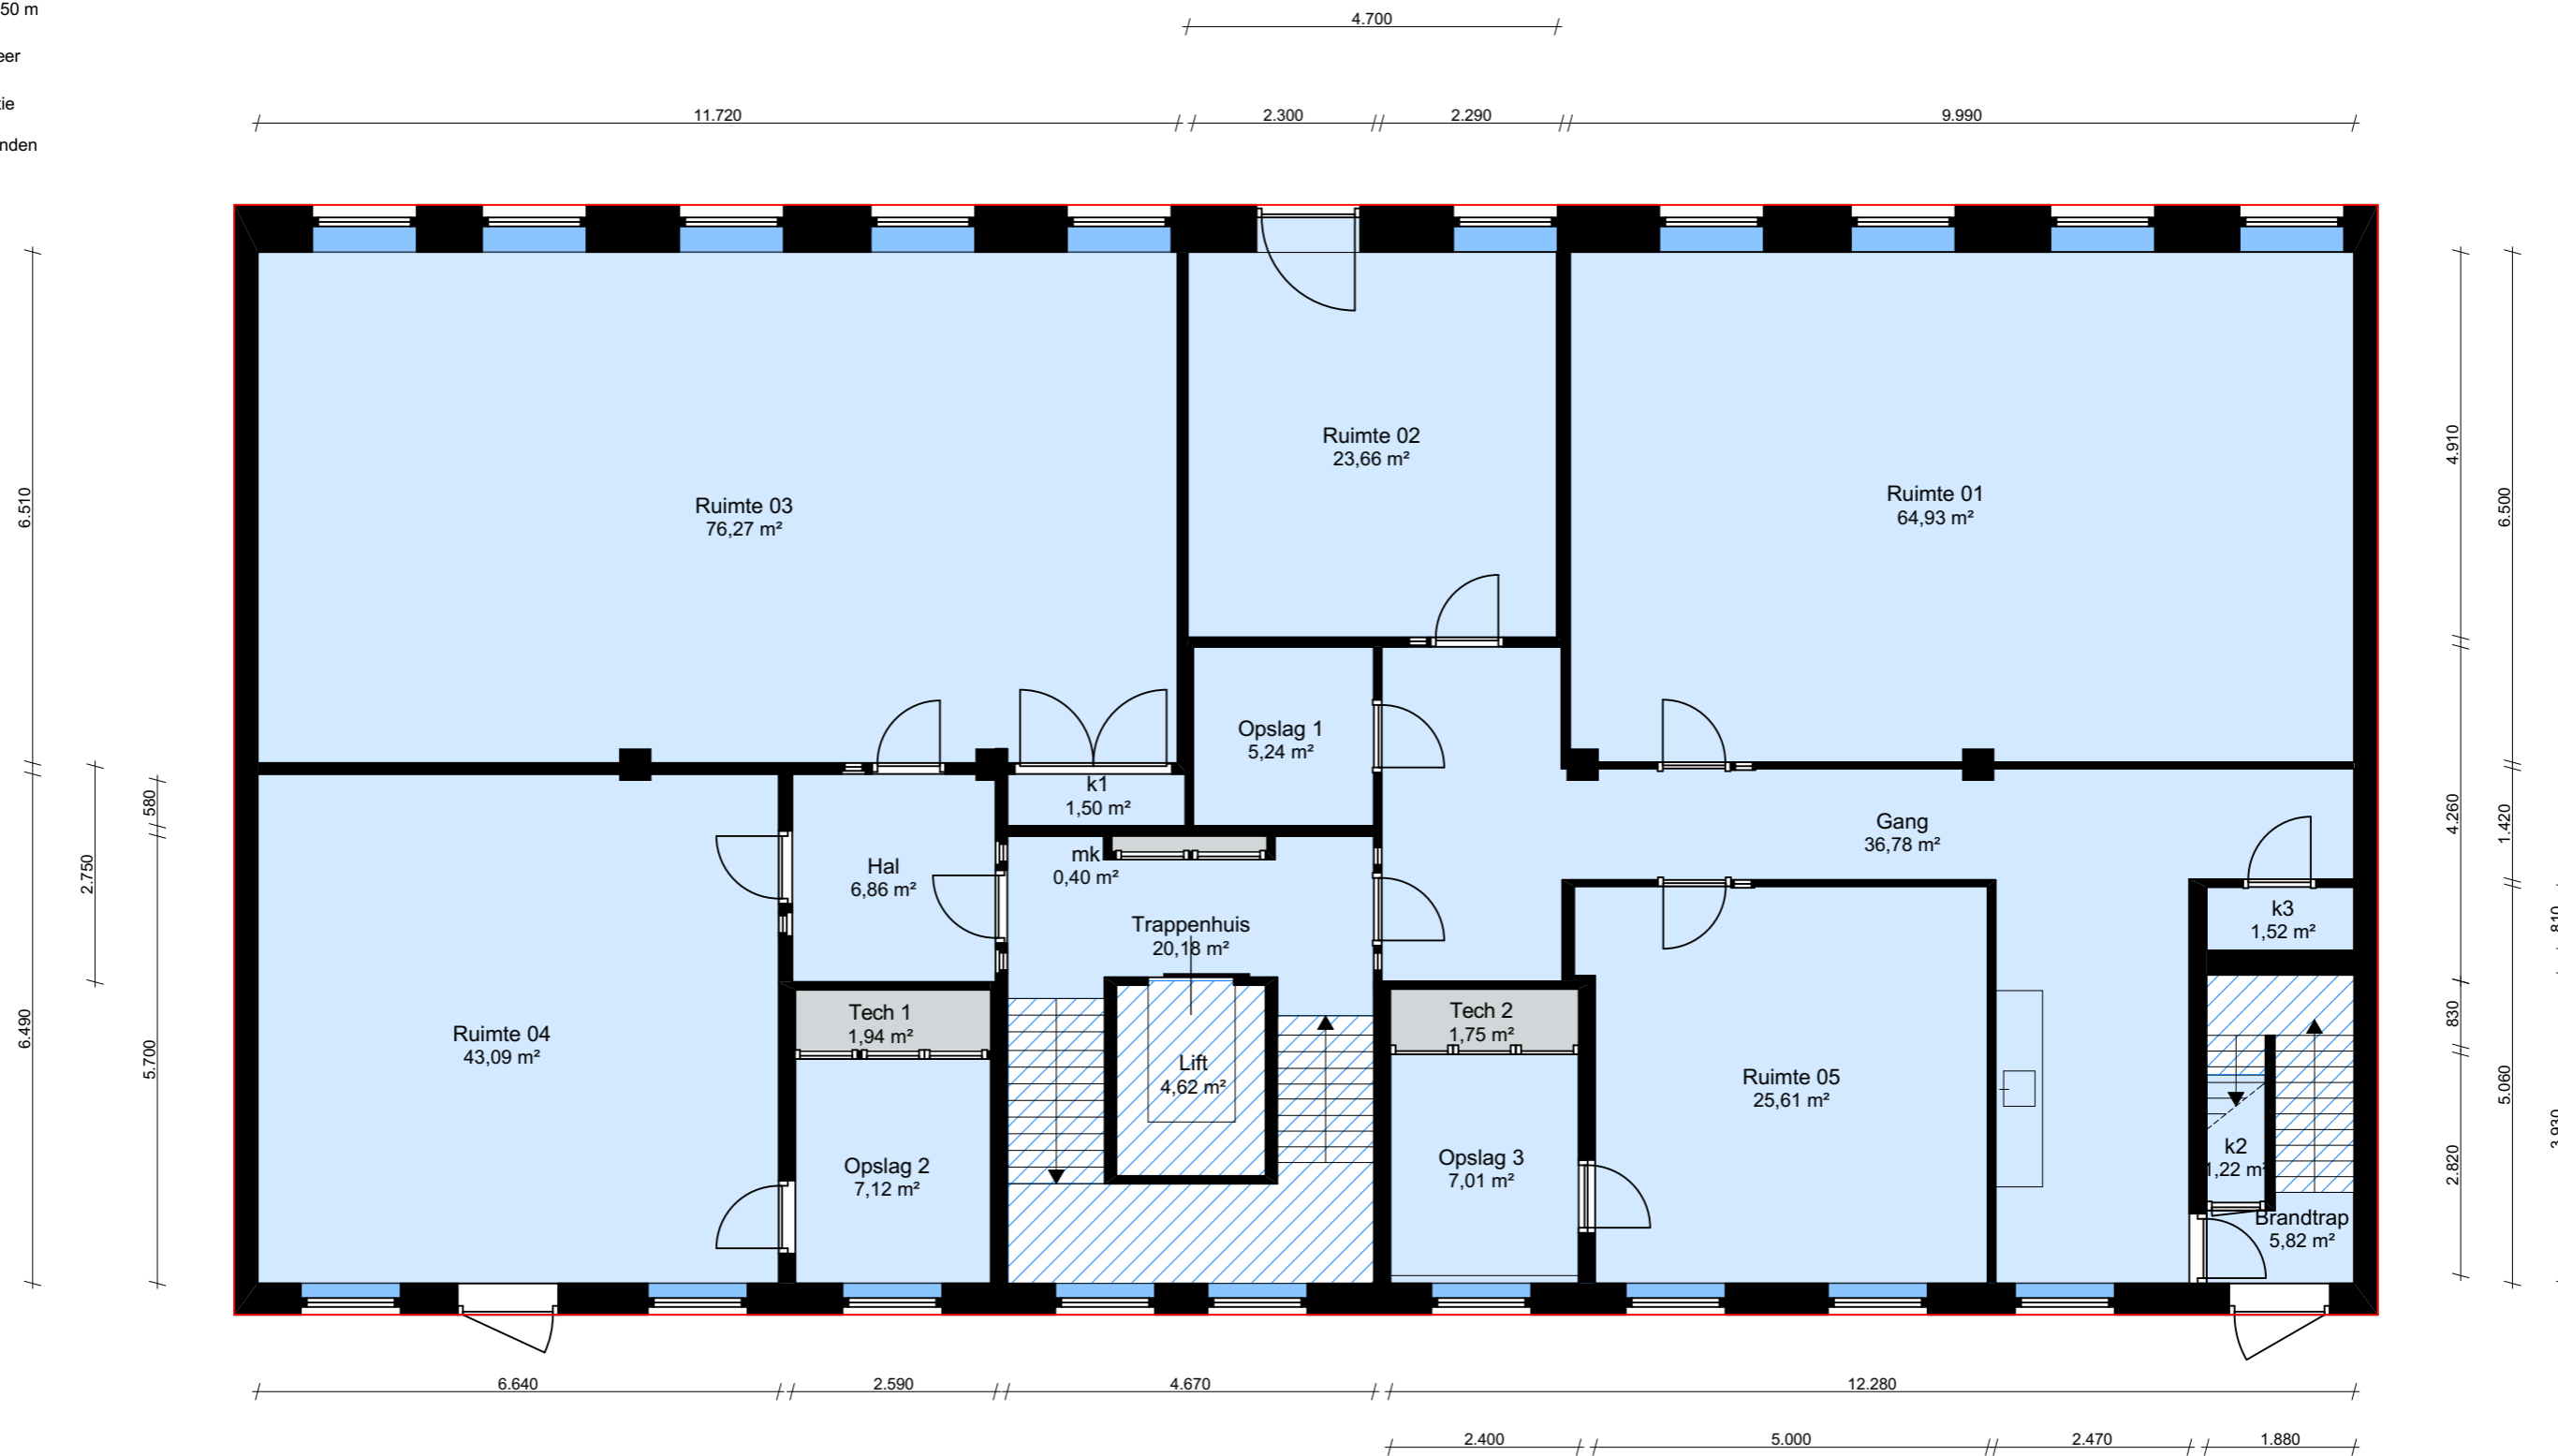 50 m
4.700
eer
tie
11.720
2.300
2.290
9.990
nden
Ruimte 02
23,66 m²
4.910
Ruimte 03
76,27 m²
Ruimte 01
64,93 m²
6.510
6.500
Opslag 1
5,24 m²
580
k1
1,50 m²
4.260
1.420
Gang
36,78 m²
2.750
Hal
6,86 m²
mk
0,40 m²
k3
1,52 m²
810
Trappenhuis
20,18 m²
Tech 1
1,94 m²
Tech 2
1,75 m²
830
6.490
Ruimte 04
43,09 m²
5.700
Lift
4,62 m²
Ruimte 05
25,61 m²
5.060
3.930
k2
1,22 m²
2.820
Opslag 2
7,12 m²
Opslag 3
7,01 m²
Brandtrap
5,82 m²
6.640
2.590
4.670
12.280
2.400
5.000
2.470
1.880